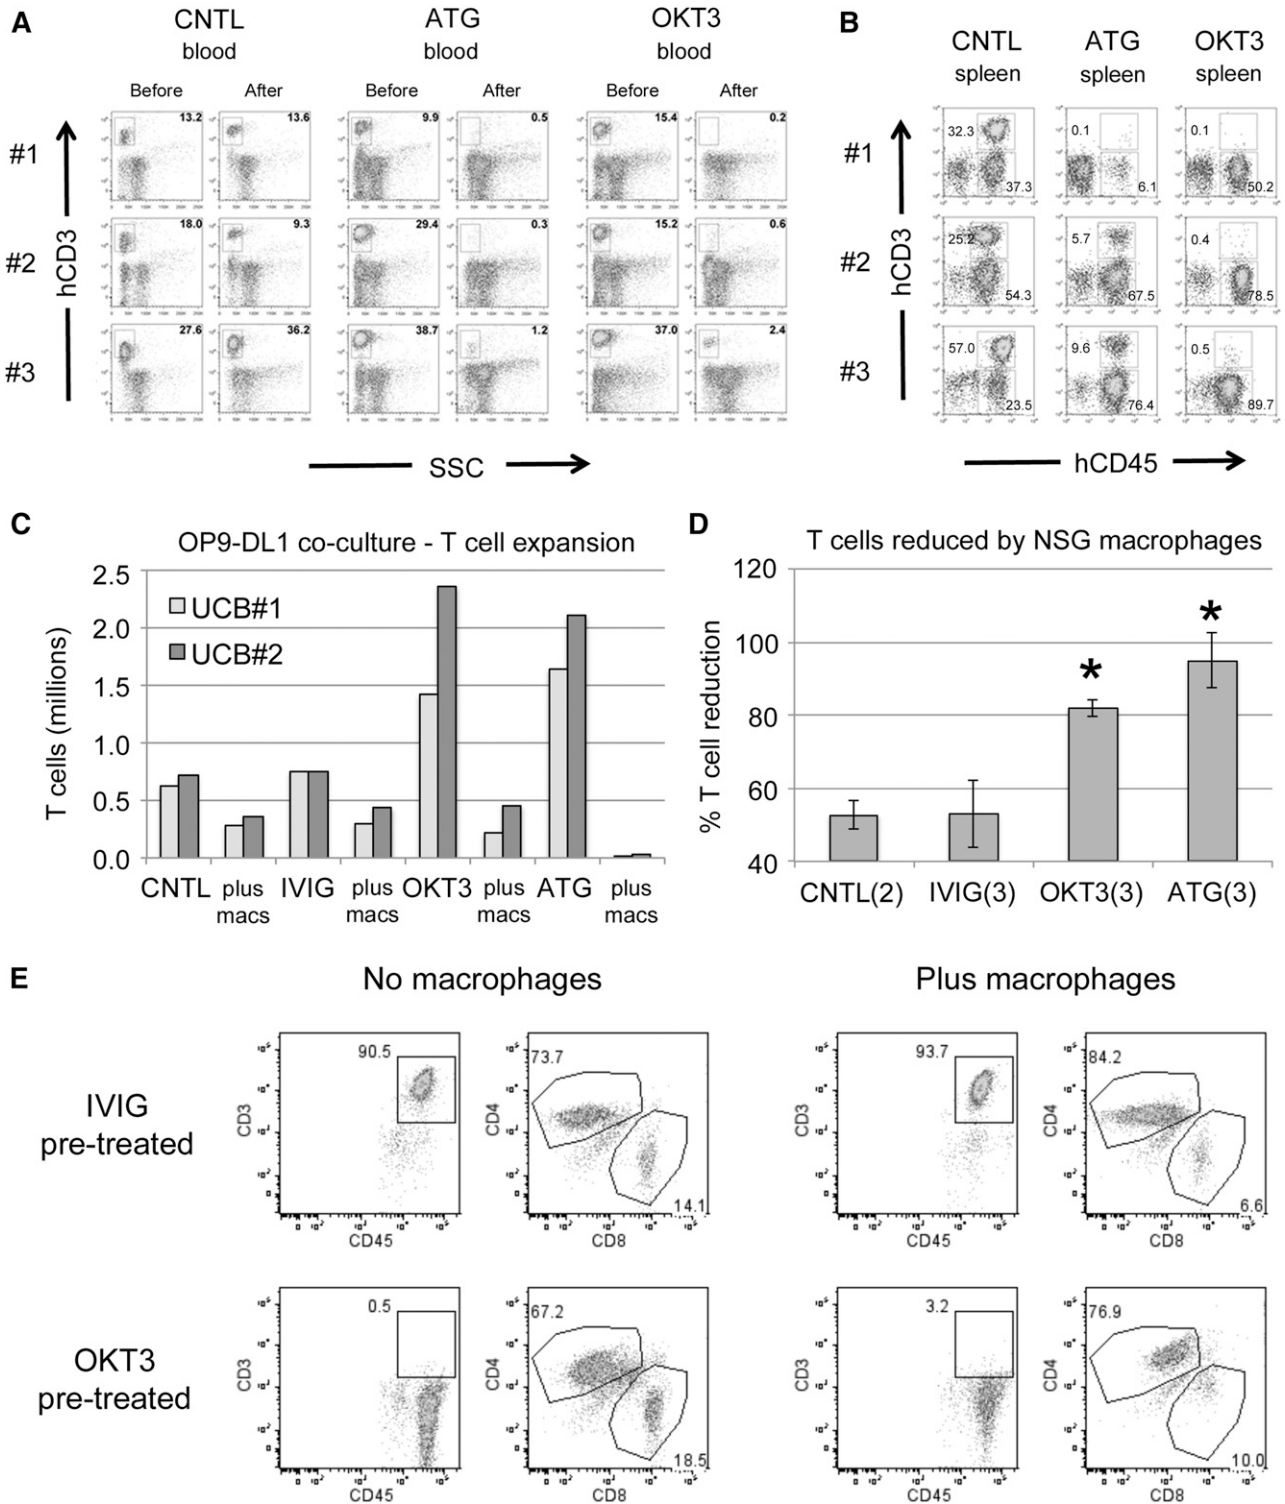 A
CNTL
blood
ATG
blood
OKT3
blood
Before
After
Before
After
Before
After
#1
13.2
13.6
9.9
0.5
15.4
0.2
#2
18.0
9.3
29.4
0.3
15.2
0.6
#3
27.6
36.2
38.7
1.2
37.0
2.4
hCD3
SSC
B
CNTL
spleen
ATG
spleen
OKT3
spleen
#1
32.3
37.3
0.1
6.1
0.1
50.2
#2
25.2
54.3
5.7
67.5
0.4
78.5
#3
57.0
23.5
9.6
76.4
0.5
89.7
hCD3
hCD45
C
OP9-DL1 co-culture - T cell expansion
T cells (millions)
2.5
2.0
1.5
1.0
0.5
0.0
UCB#1
UCB#2
CNTL
plus
macs
IVIG
plus
macs
OKT3
plus
macs
ATG
plus
macs
D
T cells reduced by NSG macrophages
% T cell reduction
120
100
80
60
40
*
*
CNTL(2)
IVIG(3)
OKT3(3)
ATG(3)
E
No macrophages
Plus macrophages
IVIG
pre-treated
90.5
CD3
CD45
73.7
14.1
CD4
CD8
93.7
CD3
CD45
84.2
6.6
CD4
CD8
OKT3
pre-treated
0.5
CD3
CD45
67.2
18.5
CD4
CD8
3.2
CD3
CD45
76.9
10.0
CD4
CD8